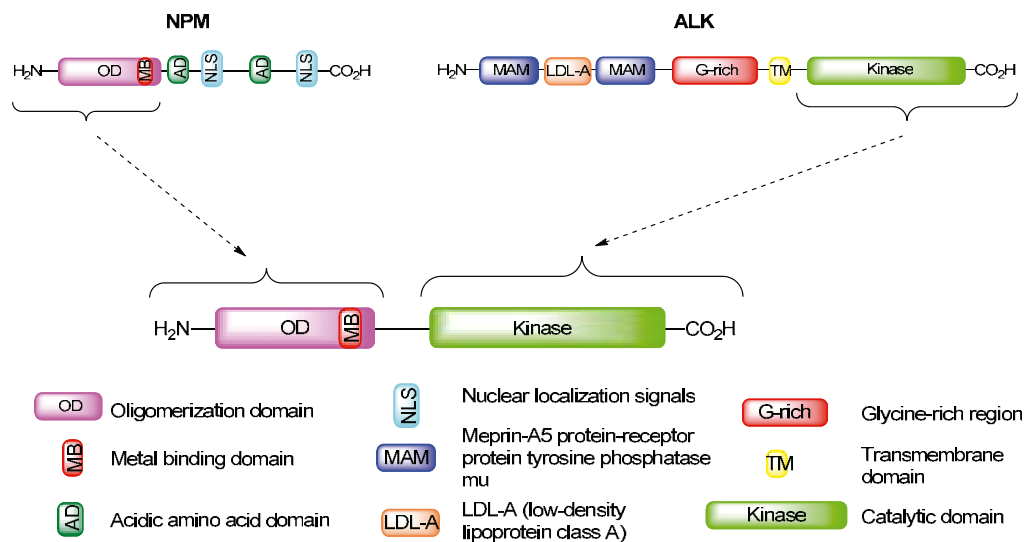 NPM
ALK
H₂N OD MB AD NLS AD NLS CO₂H
H₂N MAM LDL-A MAM G-rich TM Kinase CO₂H
H₂N OD MB Kinase CO₂H
OD Oligomerization domain
MB Metal binding domain
AD Acidic amino acid domain
NLS Nuclear localization signals
MAM Meprin-A5 protein-receptor
protein tyrosine phosphatase
mu
LDL-A LDL-A (low-density
lipoprotein class A)
G-rich Glycine-rich region
TM Transmembrane
domain
Kinase Catalytic domain